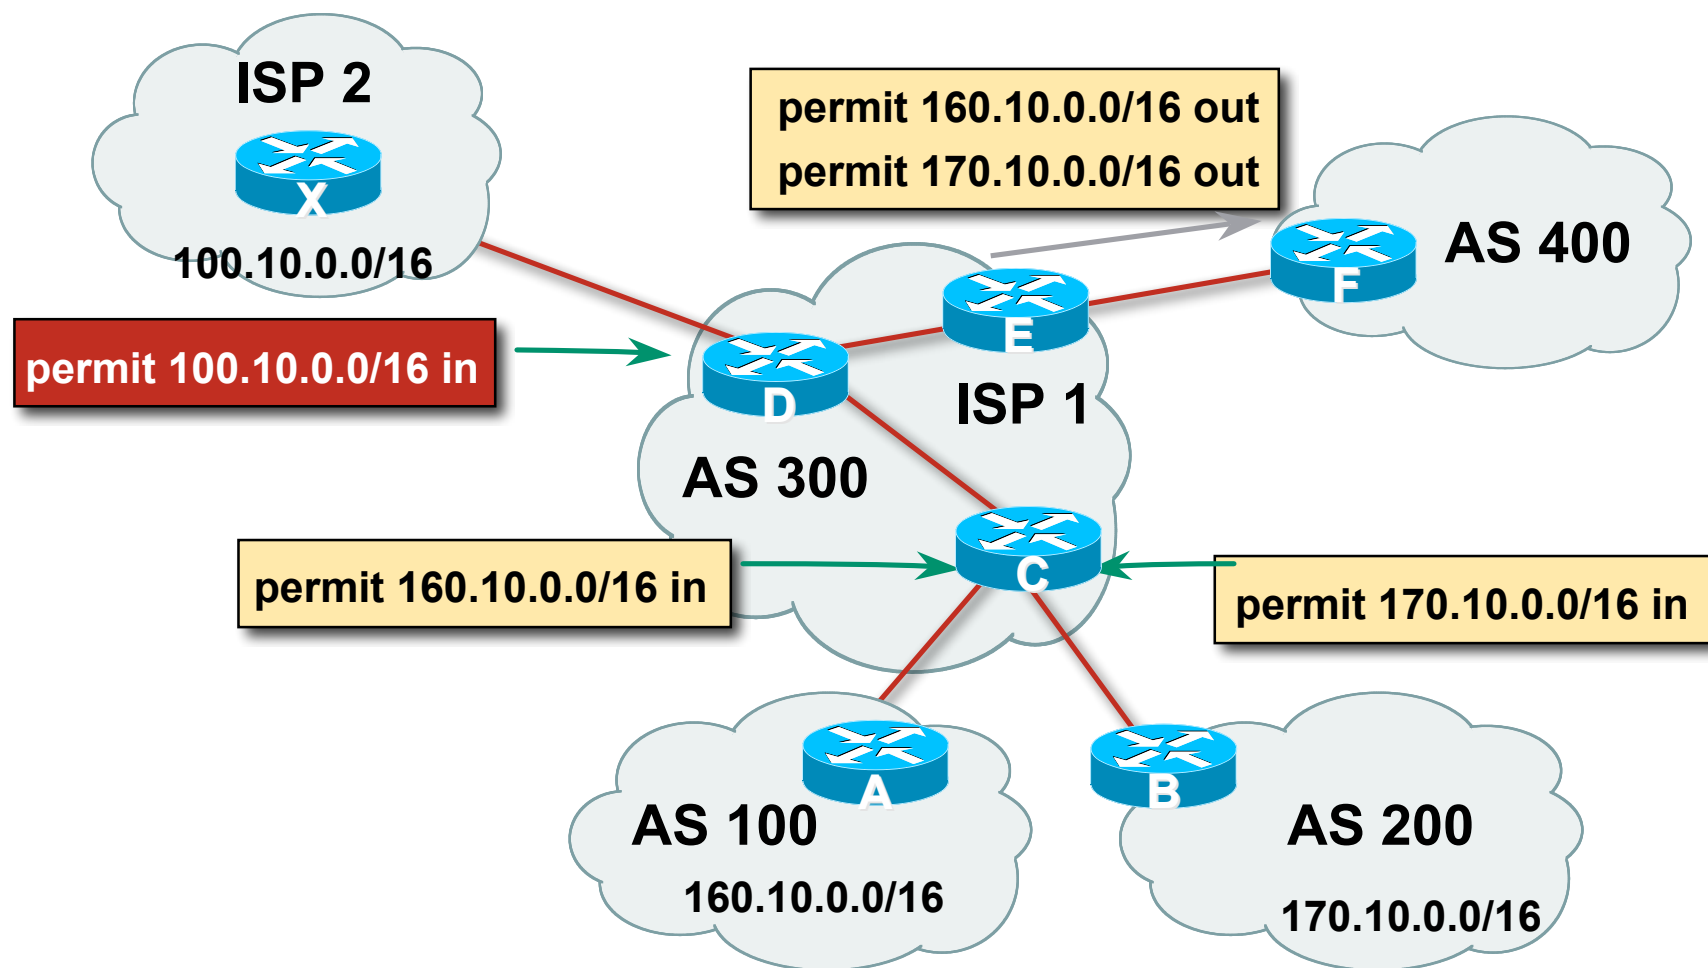 ISP 2
X
100.10.0.0/16
permit 160.10.0.0/16 out
permit 170.10.0.0/16 out
AS 400
F
E
permit 100.10.0.0/16 in
D
ISP 1
AS 300
permit 160.10.0.0/16 in
C
permit 170.10.0.0/16 in
A
AS 100
160.10.0.0/16
B
AS 200
170.10.0.0/16